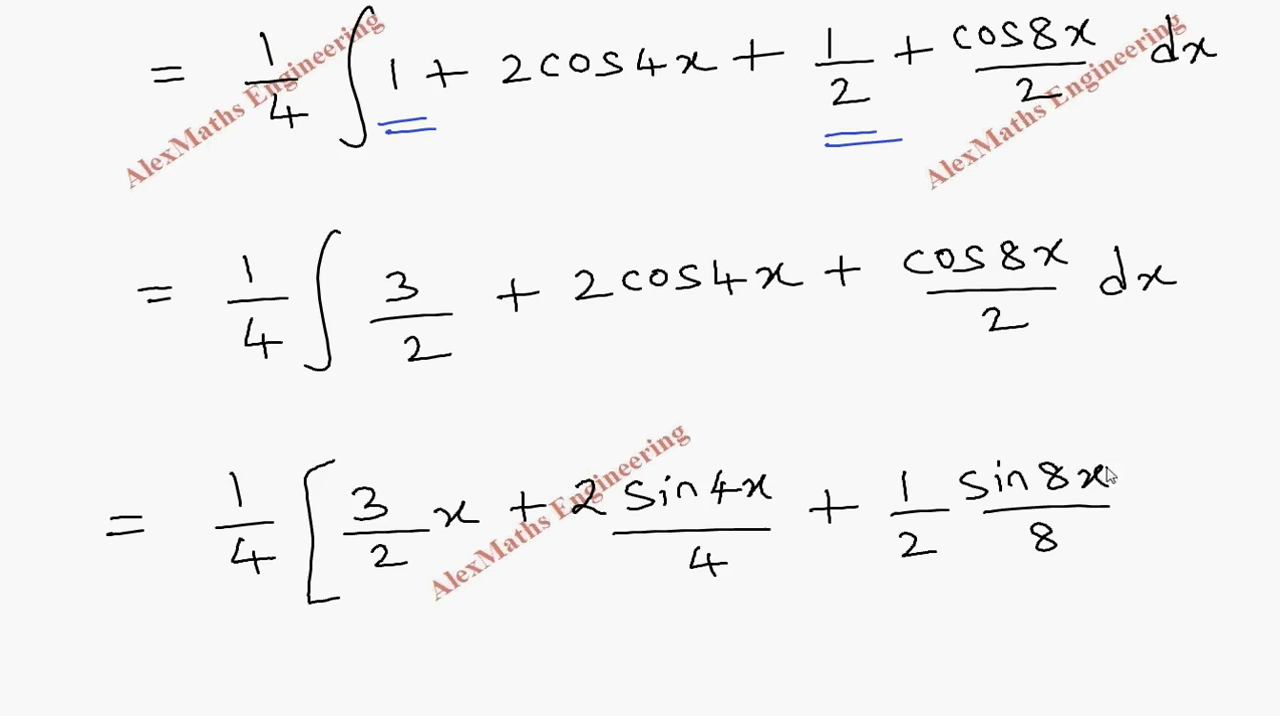 = 1/4 ∫ 1 + 2cos4x + 1/2 + cos8x/2 dx
AlexMaths Engineering
AlexMaths Engineering
= 1/4 ∫ 3/2 + 2cos4x + cos8x/2 dx
= 1/4 [ 3/2 x + 2 sin4x/4 + 1/2 sin8x/8
AlexMaths Engineering